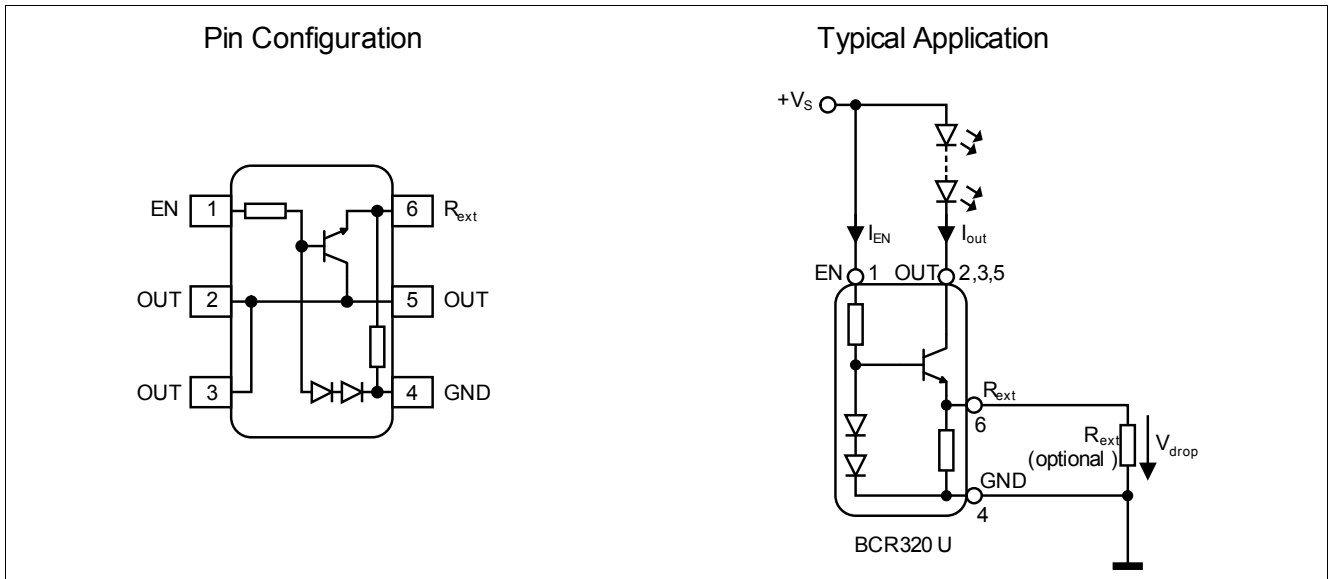 Pin Configuration
EN 1
6 Rext
OUT 2
5 OUT
OUT 3
4 GND
Typical Application
+VS
IEN
Iout
EN 1 OUT 2,3,5
Rext
6
Rext
(optional )
Vdrop
GND
4
BCR320 U